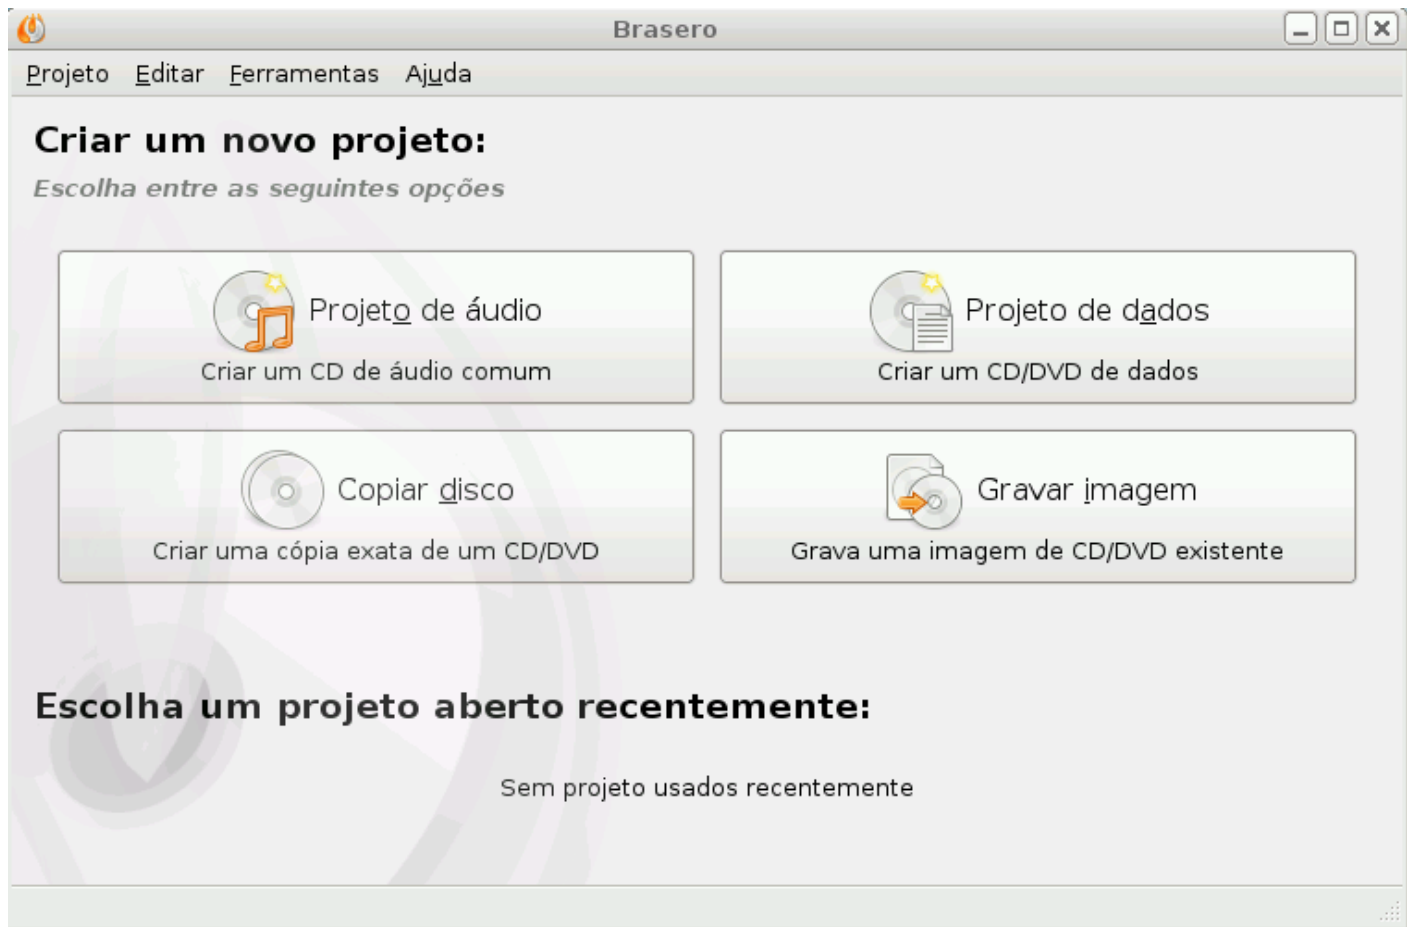 Brasero
Projeto Editar Ferramentas Ajuda
Criar um novo projeto:
Escolha entre as seguintes opções
Projeto de áudio
Criar um CD de áudio comum
Projeto de dados
Criar um CD/DVD de dados
Copiar disco
Criar uma cópia exata de um CD/DVD
Gravar imagem
Grava uma imagem de CD/DVD existente
Escolha um projeto aberto recentemente:
Sem projeto usados recentemente